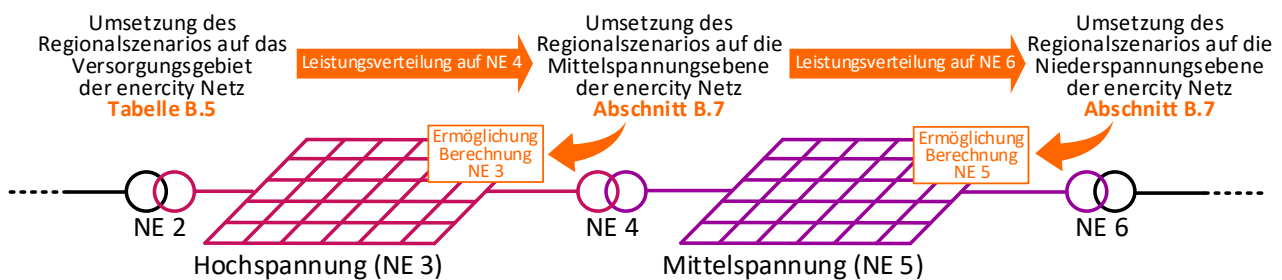 Umsetzung des
Regionalszenarios auf das
Versorgungsgebiet
der enercity Netz
Tabelle B.5
Leistungsverteilung auf NE 4
Umsetzung des
Regionalszenarios auf die
Mittelspannungsebene
der enercity Netz
Abschnitt B.7
Leistungsverteilung auf NE 6
Umsetzung des
Regionalszenarios auf die
Niederspannungsebene
der enercity Netz
Abschnitt B.7
Ermöglichung
Berechnung
NE 3
Ermöglichung
Berechnung
NE 5
NE 2
NE 4
NE 6
Hochspannung (NE 3)
Mittelspannung (NE 5)